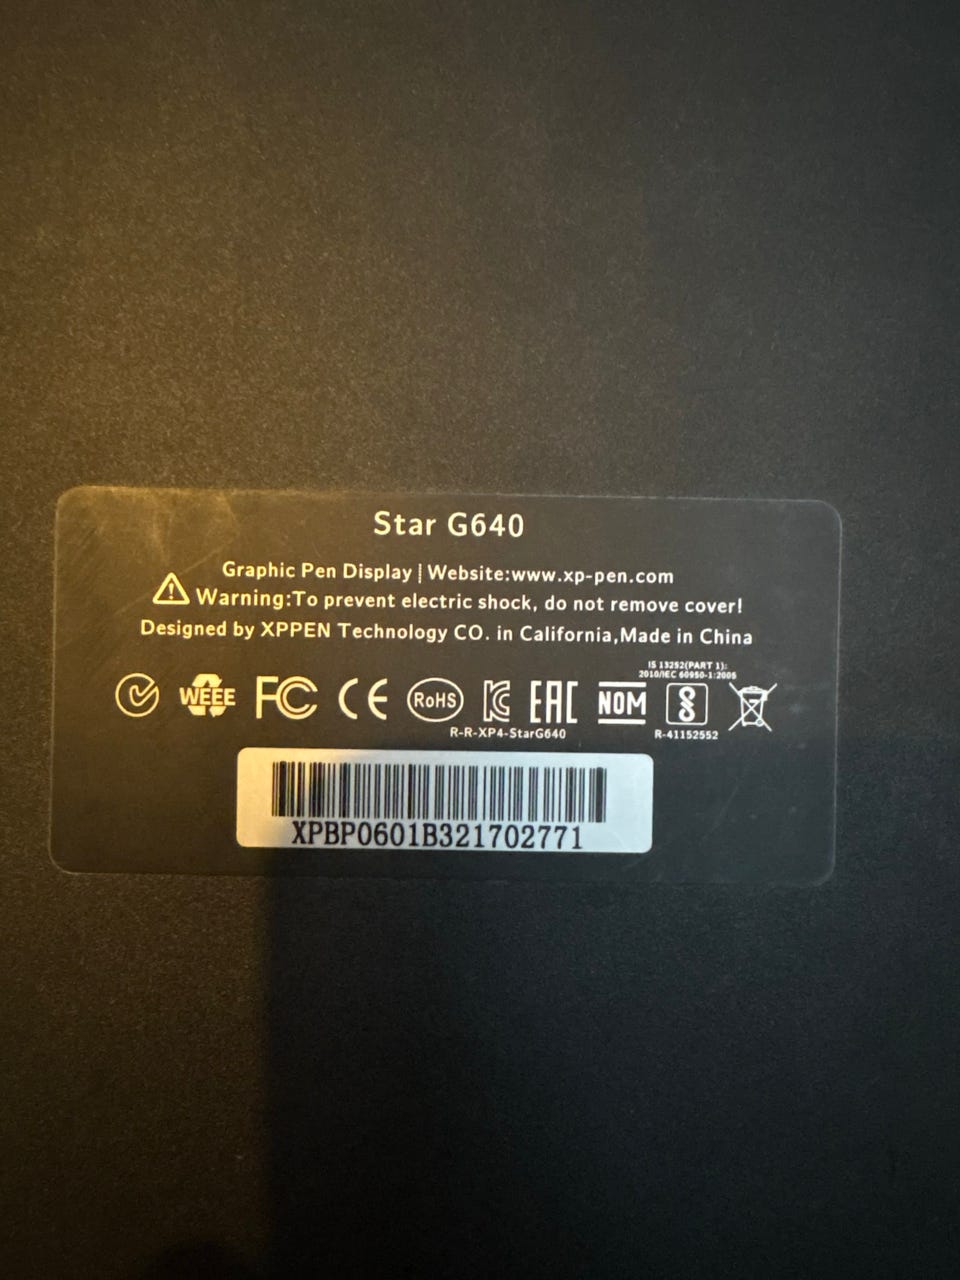 Star G640
Graphic Pen Display | Website:www.xp-pen.com
Warning:To prevent electric shock, do not remove cover!
Designed by XPPEN Technology CO. in California,Made in China
IS 13252(PART 1):
2010/IEC 60950-1:2005
WEEE FC CE RoHS EAC NOM
R-R-XP4-StarG640 R-41152552
XPBP0601B321702771